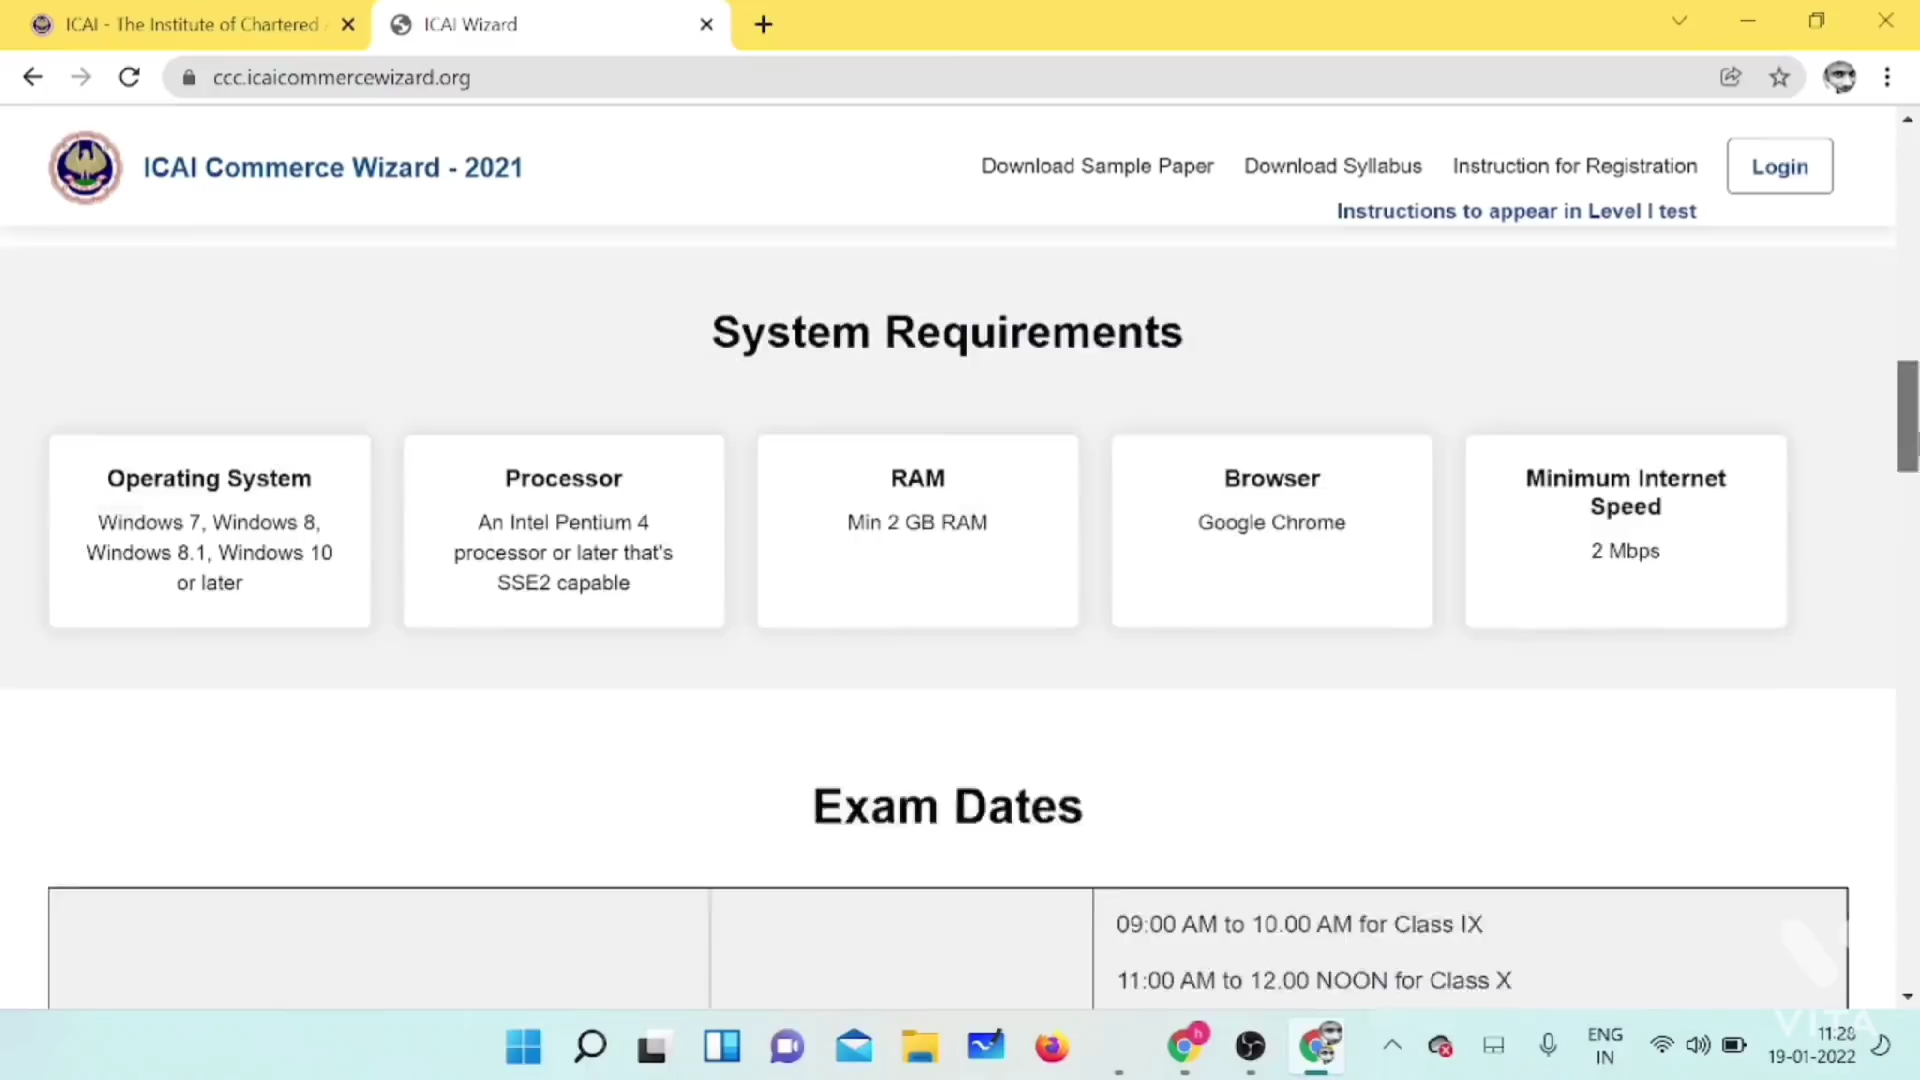 ICAI - The Institute of Chartered
ICAI Wizard
ccc.icaicommercewizard.org
ICAI Commerce Wizard - 2021
Download Sample Paper
Download Syllabus
Instruction for Registration
Login
Instructions to appear in Level I test
System Requirements
Operating System
Windows 7, Windows 8,
Windows 8.1, Windows 10
or later
Processor
An Intel Pentium 4
processor or later that's
SSE2 capable
RAM
Min 2 GB RAM
Browser
Google Chrome
Minimum Internet
Speed
2 Mbps
Exam Dates
09:00 AM to 10.00 AM for Class IX
11:00 AM to 12.00 NOON for Class X
VITA
h
ENG
IN
11:28
19-01-2022